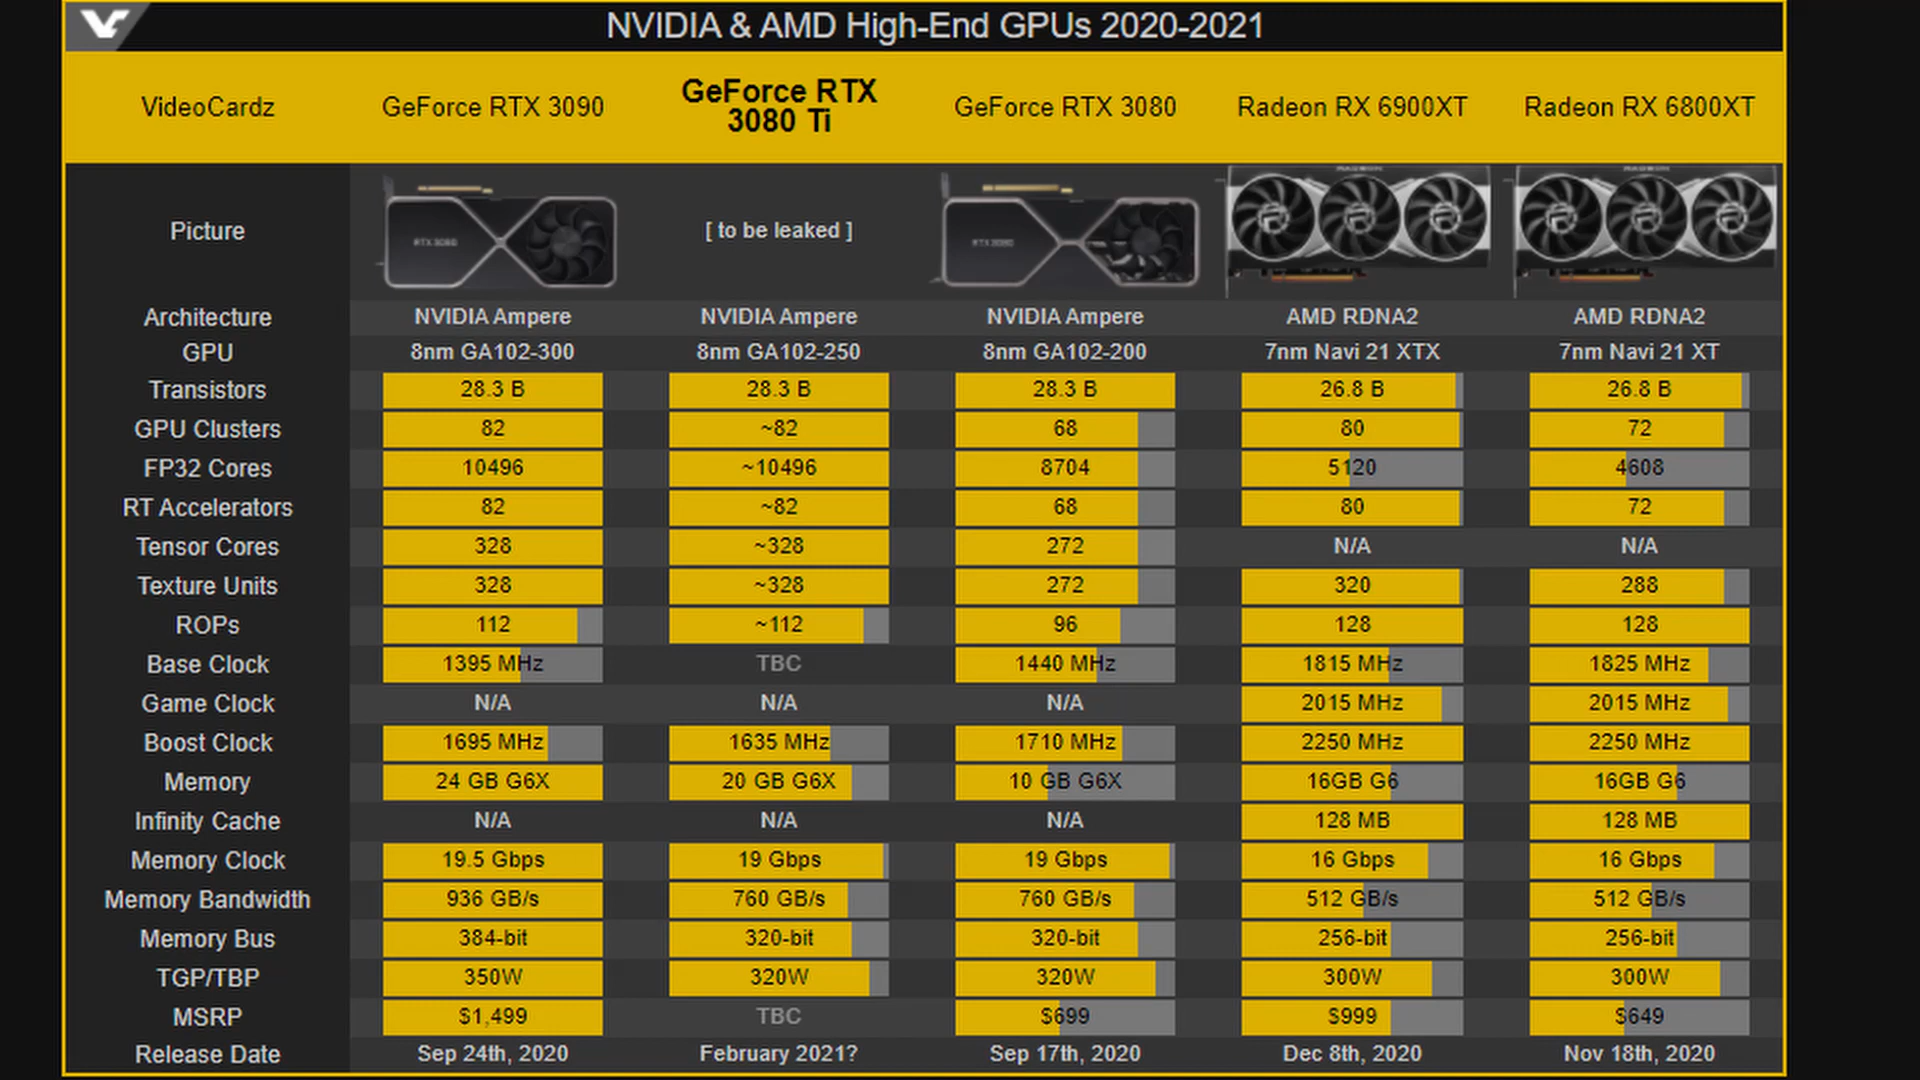 NVIDIA & AMD High-End GPUs 2020-2021
VideoCardz GeForce RTX 3090 GeForce RTX 3080 Ti GeForce RTX 3080 Radeon RX 6900XT Radeon RX 6800XT
Picture [ to be leaked ]
RTX 3080 RTX 3080
Architecture NVIDIA Ampere NVIDIA Ampere NVIDIA Ampere AMD RDNA2 AMD RDNA2
GPU 8nm GA102-300 8nm GA102-250 8nm GA102-200 7nm Navi 21 XTX 7nm Navi 21 XT
Transistors 28.3 B 28.3 B 28.3 B 26.8 B 26.8 B
GPU Clusters 82 ~82 68 80 72
FP32 Cores 10496 ~10496 8704 5120 4608
RT Accelerators 82 ~82 68 80 72
Tensor Cores 328 ~328 272 N/A N/A
Texture Units 328 ~328 272 320 288
ROPs 112 ~112 96 128 128
Base Clock 1395 MHz TBC 1440 MHz 1815 MHz 1825 MHz
Game Clock N/A N/A N/A 2015 MHz 2015 MHz
Boost Clock 1695 MHz 1635 MHz 1710 MHz 2250 MHz 2250 MHz
Memory 24 GB G6X 20 GB G6X 10 GB G6X 16GB G6 16GB G6
Infinity Cache N/A N/A N/A 128 MB 128 MB
Memory Clock 19.5 Gbps 19 Gbps 19 Gbps 16 Gbps 16 Gbps
Memory Bandwidth 936 GB/s 760 GB/s 760 GB/s 512 GB/s 512 GB/s
Memory Bus 384-bit 320-bit 320-bit 256-bit 256-bit
TGP/TBP 350W 320W 320W 300W 300W
MSRP $1,499 TBC $699 $999 $649
Release Date Sep 24th, 2020 February 2021? Sep 17th, 2020 Dec 8th, 2020 Nov 18th, 2020